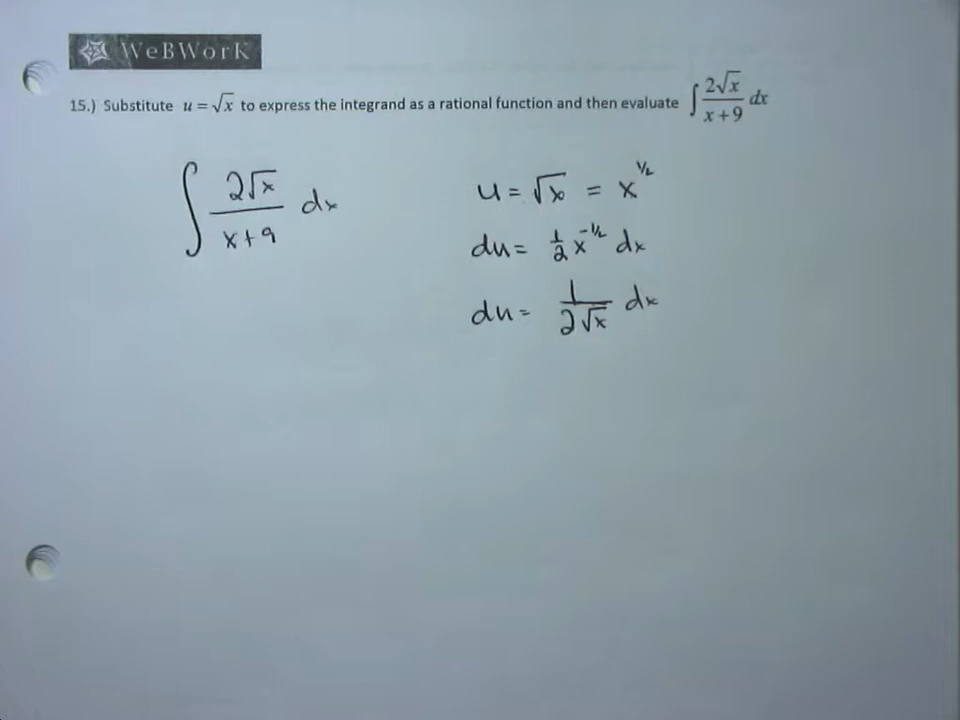 WeBWorK
15.) Substitute u = √x to express the integrand as a rational function and then evaluate ∫ 2√x / x+9 dx
∫ 2√x / x+9 dx
u = √x = x^1/2
du = 1/2 x^-1/2 dx
du = 1 / 2√x dx